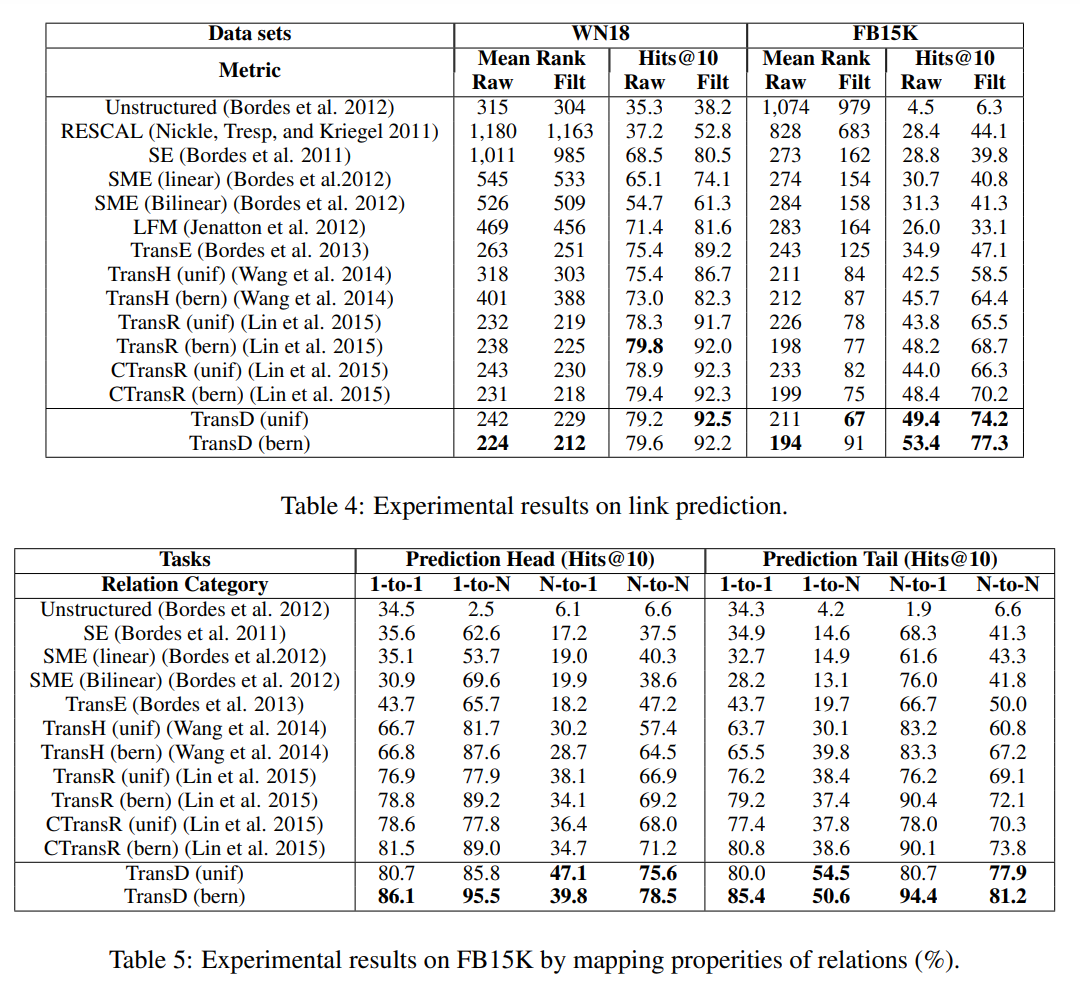 Data sets WN18 FB15K
Metric Mean Rank Hits@10 Mean Rank Hits@10
Raw Filt Raw Filt Raw Filt Raw Filt
Unstructured (Bordes et al. 2012) 315 304 35.3 38.2 1,074 979 4.5 6.3
RESCAL (Nickle, Tresp, and Kriegel 2011) 1,180 1,163 37.2 52.8 828 683 28.4 44.1
SE (Bordes et al. 2011) 1,011 985 68.5 80.5 273 162 28.8 39.8
SME (linear) (Bordes et al.2012) 545 533 65.1 74.1 274 154 30.7 40.8
SME (Bilinear) (Bordes et al. 2012) 526 509 54.7 61.3 284 158 31.3 41.3
LFM (Jenatton et al. 2012) 469 456 71.4 81.6 283 164 26.0 33.1
TransE (Bordes et al. 2013) 263 251 75.4 89.2 243 125 34.9 47.1
TransH (unif) (Wang et al. 2014) 318 303 75.4 86.7 211 84 42.5 58.5
TransH (bern) (Wang et al. 2014) 401 388 73.0 82.3 212 87 45.7 64.4
TransR (unif) (Lin et al. 2015) 232 219 78.3 91.7 226 78 43.8 65.5
TransR (bern) (Lin et al. 2015) 238 225 79.8 92.0 198 77 48.2 68.7
CTransR (unif) (Lin et al. 2015) 243 230 78.9 92.3 233 82 44.0 66.3
CTransR (bern) (Lin et al. 2015) 231 218 79.4 92.3 199 75 48.4 70.2
TransD (unif) 242 229 79.2 92.5 211 67 49.4 74.2
TransD (bern) 224 212 79.6 92.2 194 91 53.4 77.3
Table 4: Experimental results on link prediction.
Tasks Prediction Head (Hits@10) Prediction Tail (Hits@10)
Relation Category 1-to-1 1-to-N N-to-1 N-to-N 1-to-1 1-to-N N-to-1 N-to-N
Unstructured (Bordes et al. 2012) 34.5 2.5 6.1 6.6 34.3 4.2 1.9 6.6
SE (Bordes et al. 2011) 35.6 62.6 17.2 37.5 34.9 14.6 68.3 41.3
SME (linear) (Bordes et al.2012) 35.1 53.7 19.0 40.3 32.7 14.9 61.6 43.3
SME (Bilinear) (Bordes et al. 2012) 30.9 69.6 19.9 38.6 28.2 13.1 76.0 41.8
TransE (Bordes et al. 2013) 43.7 65.7 18.2 47.2 43.7 19.7 66.7 50.0
TransH (unif) (Wang et al. 2014) 66.7 81.7 30.2 57.4 63.7 30.1 83.2 60.8
TransH (bern) (Wang et al. 2014) 66.8 87.6 28.7 64.5 65.5 39.8 83.3 67.2
TransR (unif) (Lin et al. 2015) 76.9 77.9 38.1 66.9 76.2 38.4 76.2 69.1
TransR (bern) (Lin et al. 2015) 78.8 89.2 34.1 69.2 79.2 37.4 90.4 72.1
CTransR (unif) (Lin et al. 2015) 78.6 77.8 36.4 68.0 77.4 37.8 78.0 70.3
CTransR (bern) (Lin et al. 2015) 81.5 89.0 34.7 71.2 80.8 38.6 90.1 73.8
TransD (unif) 80.7 85.8 47.1 75.6 80.0 54.5 80.7 77.9
TransD (bern) 86.1 95.5 39.8 78.5 85.4 50.6 94.4 81.2
Table 5: Experimental results on FB15K by mapping properities of relations (%).